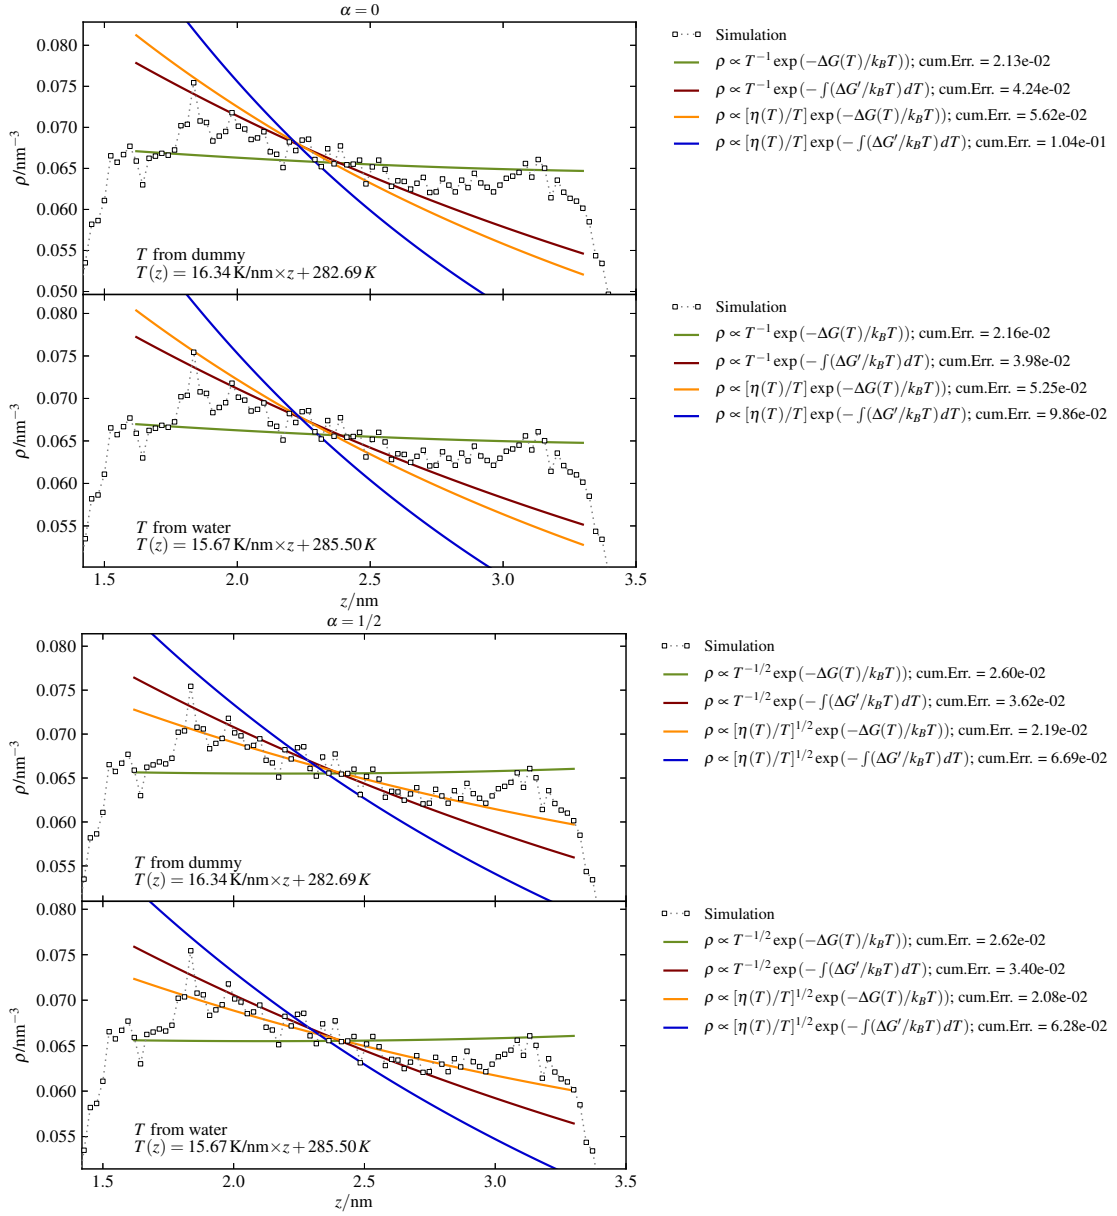 α = 0
0.080
0.075
0.070
0.065
0.060
0.055
0.050
ρ/nm⁻³
T from dummy
T(z) = 16.34 K/nm×z + 282.69 K
Simulation
ρ ∝ T⁻¹ exp(−ΔG(T)/k_BT)); cum.Err. = 2.13e-02
ρ ∝ T⁻¹ exp(−∫(ΔG′/k_BT) dT); cum.Err. = 4.24e-02
ρ ∝ [η(T)/T] exp(−ΔG(T)/k_BT)); cum.Err. = 5.62e-02
ρ ∝ [η(T)/T] exp(−∫(ΔG′/k_BT) dT); cum.Err. = 1.04e-01
0.080
0.075
0.070
0.065
0.060
0.055
ρ/nm⁻³
T from water
T(z) = 15.67 K/nm×z + 285.50 K
Simulation
ρ ∝ T⁻¹ exp(−ΔG(T)/k_BT)); cum.Err. = 2.16e-02
ρ ∝ T⁻¹ exp(−∫(ΔG′/k_BT) dT); cum.Err. = 3.98e-02
ρ ∝ [η(T)/T] exp(−ΔG(T)/k_BT)); cum.Err. = 5.25e-02
ρ ∝ [η(T)/T] exp(−∫(ΔG′/k_BT) dT); cum.Err. = 9.86e-02
1.5 2.0 2.5 3.0 3.5
z/nm
α = 1/2
0.080
0.075
0.070
0.065
0.060
0.055
ρ/nm⁻³
T from dummy
T(z) = 16.34 K/nm×z + 282.69 K
Simulation
ρ ∝ T⁻¹/² exp(−ΔG(T)/k_BT)); cum.Err. = 2.60e-02
ρ ∝ T⁻¹/² exp(−∫(ΔG′/k_BT) dT); cum.Err. = 3.62e-02
ρ ∝ [η(T)/T]¹/² exp(−ΔG(T)/k_BT)); cum.Err. = 2.19e-02
ρ ∝ [η(T)/T]¹/² exp(−∫(ΔG′/k_BT) dT); cum.Err. = 6.69e-02
0.080
0.075
0.070
0.065
0.060
0.055
ρ/nm⁻³
T from water
T(z) = 15.67 K/nm×z + 285.50 K
Simulation
ρ ∝ T⁻¹/² exp(−ΔG(T)/k_BT)); cum.Err. = 2.62e-02
ρ ∝ T⁻¹/² exp(−∫(ΔG′/k_BT) dT); cum.Err. = 3.40e-02
ρ ∝ [η(T)/T]¹/² exp(−ΔG(T)/k_BT)); cum.Err. = 2.08e-02
ρ ∝ [η(T)/T]¹/² exp(−∫(ΔG′/k_BT) dT); cum.Err. = 6.28e-02
1.5 2.0 2.5 3.0 3.5
z/nm